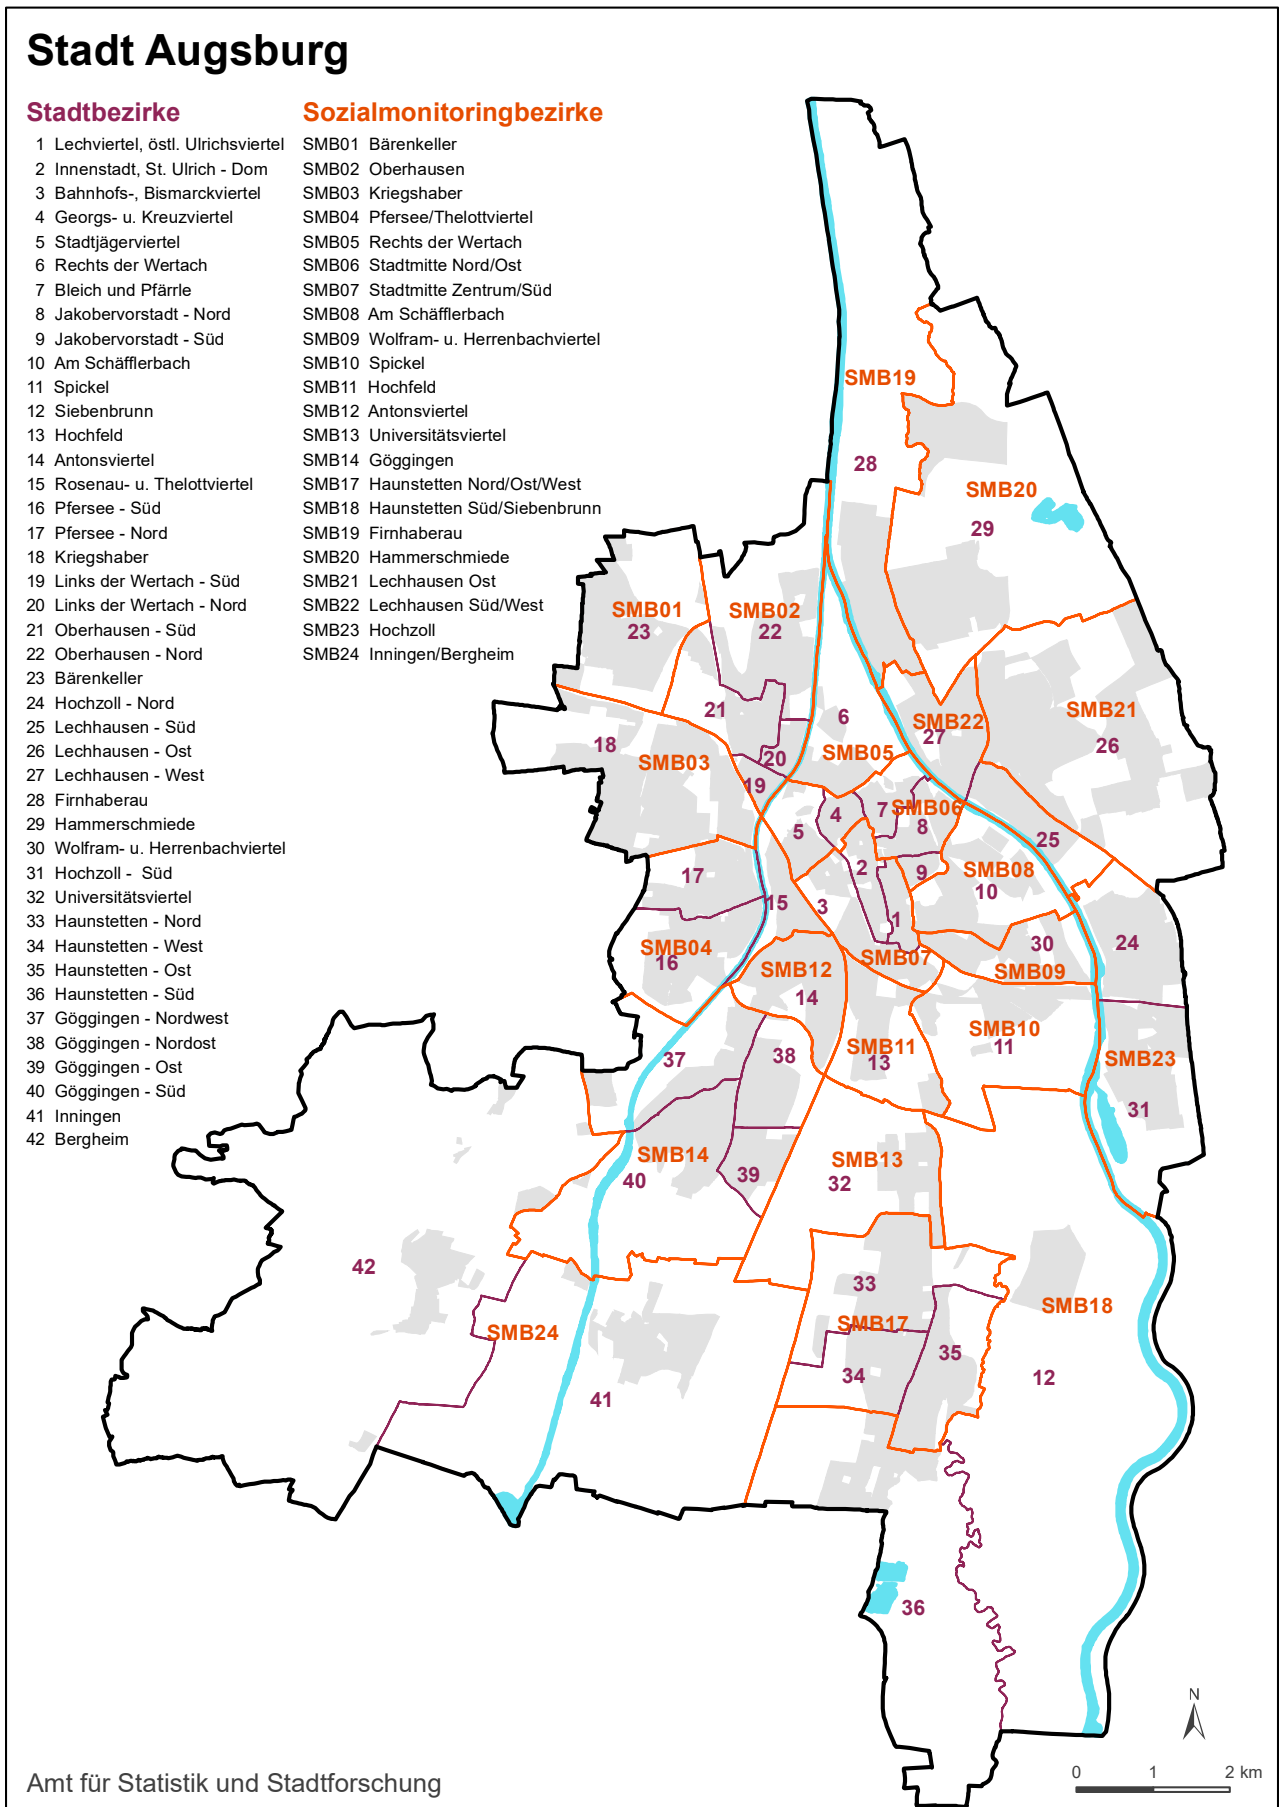 Stadt Augsburg
Stadtbezirke
1 Lechviertel, östl. Ulrichsviertel
2 Innenstadt, St. Ulrich - Dom
3 Bahnhofs-, Bismarckviertel
4 Georgs- u. Kreuzviertel
5 Stadtjägerviertel
6 Rechts der Wertach
7 Bleich und Pfärrle
8 Jakobervorstadt - Nord
9 Jakobervorstadt - Süd
10 Am Schäfflerbach
11 Spickel
12 Siebenbrunn
13 Hochfeld
14 Antonsviertel
15 Rosenau- u. Thelottviertel
16 Pfersee - Süd
17 Pfersee - Nord
18 Kriegshaber
19 Links der Wertach - Süd
20 Links der Wertach - Nord
21 Oberhausen - Süd
22 Oberhausen - Nord
23 Bärenkeller
24 Hochzoll - Nord
25 Lechhausen - Süd
26 Lechhausen - Ost
27 Lechhausen - West
28 Firnhaberau
29 Hammerschmiede
30 Wolfram- u. Herrenbachviertel
31 Hochzoll - Süd
32 Universitätsviertel
33 Haunstetten - Nord
34 Haunstetten - West
35 Haunstetten - Ost
36 Haunstetten - Süd
37 Göggingen - Nordwest
38 Göggingen - Nordost
39 Göggingen - Ost
40 Göggingen - Süd
41 Inningen
42 Bergheim
Sozialmonitoringbezirke
SMB01 Bärenkeller
SMB02 Oberhausen
SMB03 Kriegshaber
SMB04 Pfersee/Thelottviertel
SMB05 Rechts der Wertach
SMB06 Stadtmitte Nord/Ost
SMB07 Stadtmitte Zentrum/Süd
SMB08 Am Schäfflerbach
SMB09 Wolfram- u. Herrenbachviertel
SMB10 Spickel
SMB11 Hochfeld
SMB12 Antonsviertel
SMB13 Universitätsviertel
SMB14 Göggingen
SMB17 Haunstetten Nord/Ost/West
SMB18 Haunstetten Süd/Siebenbrunn
SMB19 Firnhaberau
SMB20 Hammerschmiede
SMB21 Lechhausen Ost
SMB22 Lechhausen Süd/West
SMB23 Hochzoll
SMB24 Inningen/Bergheim
SMB19
28
SMB20
29
SMB01
23
SMB02
22
21
6
SMB22
27
SMB21
26
18
SMB03
20
SMB05
19
4
7
SMB06
8
5
25
17
2
9
SMB08
10
15
3
1
30
24
SMB04
16
SMB07
SMB12
SMB09
14
SMB10
11
37
38
SMB11
13
SMB23
31
SMB14
40
39
SMB13
32
42
33
SMB18
SMB17
SMB24
35
34
12
41
36
N
0 1 2 km
Amt für Statistik und Stadtforschung